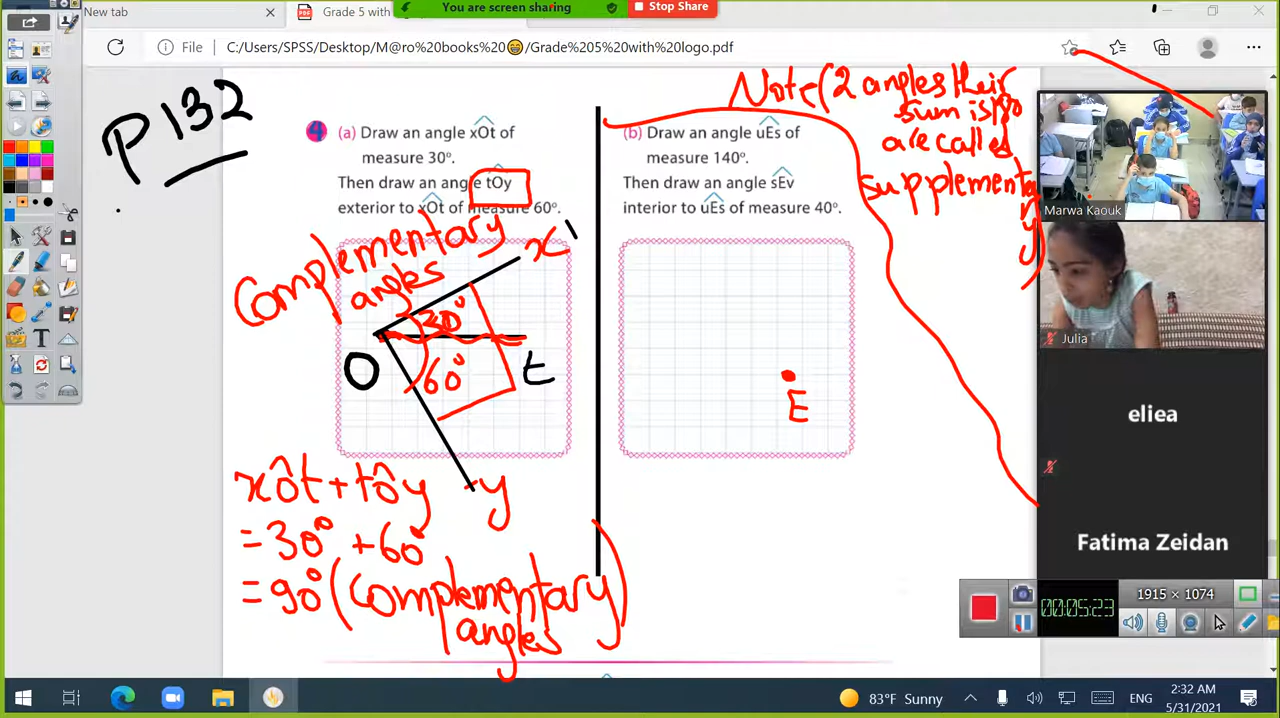 New tab
Grade 5 with
You are screen sharing
Stop Share
File
C:/Users/SPSS/Desktop/M@ro%20books%20😅/Grade%205%20with%20logo.pdf
P132
Note(2 angles their
sum is 180
are called
supplementary)
4 (a) Draw an angle xOt of
measure 30°.
Then draw an angle tOy
exterior to xOt of measure 60°.
(b) Draw an angle uEs of
measure 140°.
Then draw an angle sEv
interior to uEs of measure 40°.
Complementary
angles
x'
30°
60°
O
t
y
E
xôt + tôy
= 30° + 60°
= 90° (complementary
angles)
Marwa Kaouk
Julia
eliea
Fatima Zeidan
1915 × 1074
00:05:23
83°F Sunny
ENG
2:32 AM
5/31/2021